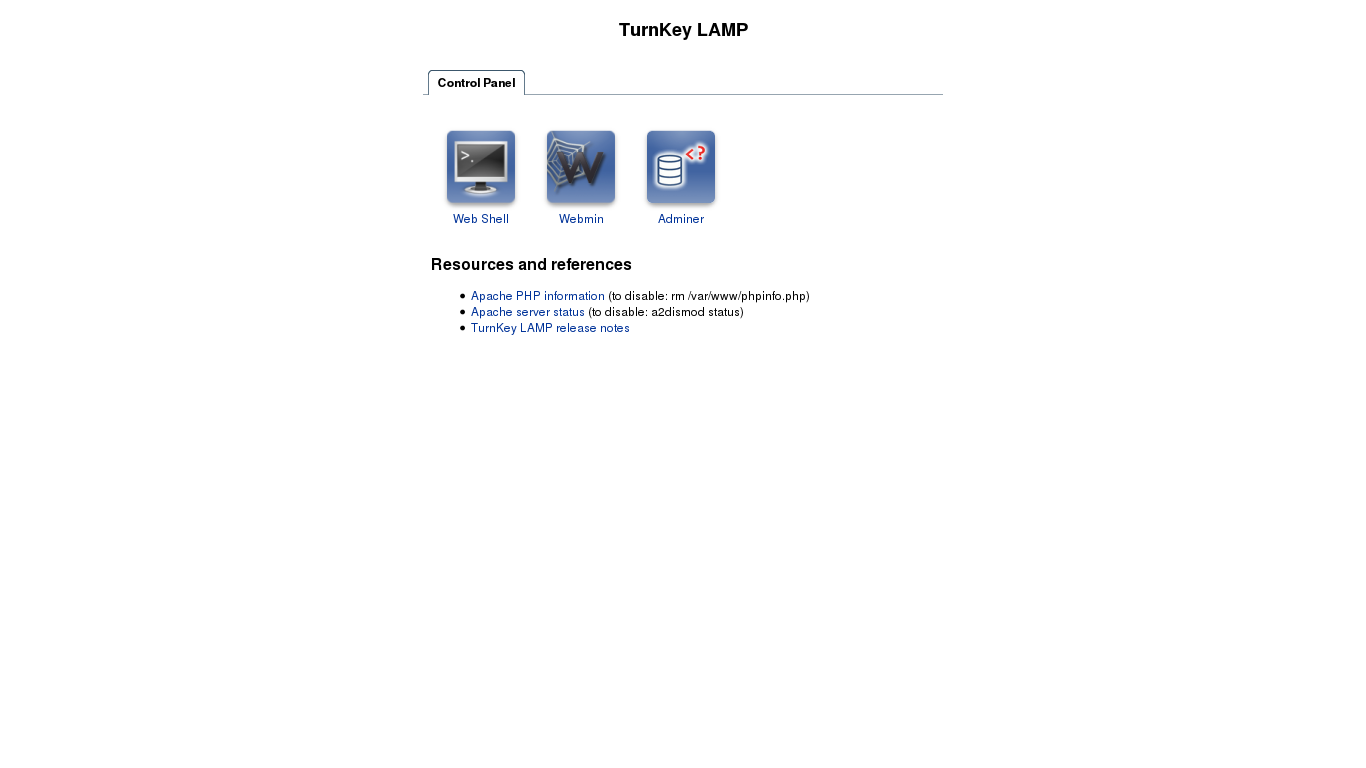 TurnKey LAMP
Control Panel
>.
W
<?
Web Shell
Webmin
Adminer
Resources and references
Apache PHP information (to disable: rm /var/www/phpinfo.php)
Apache server status (to disable: a2dismod status)
TurnKey LAMP release notes